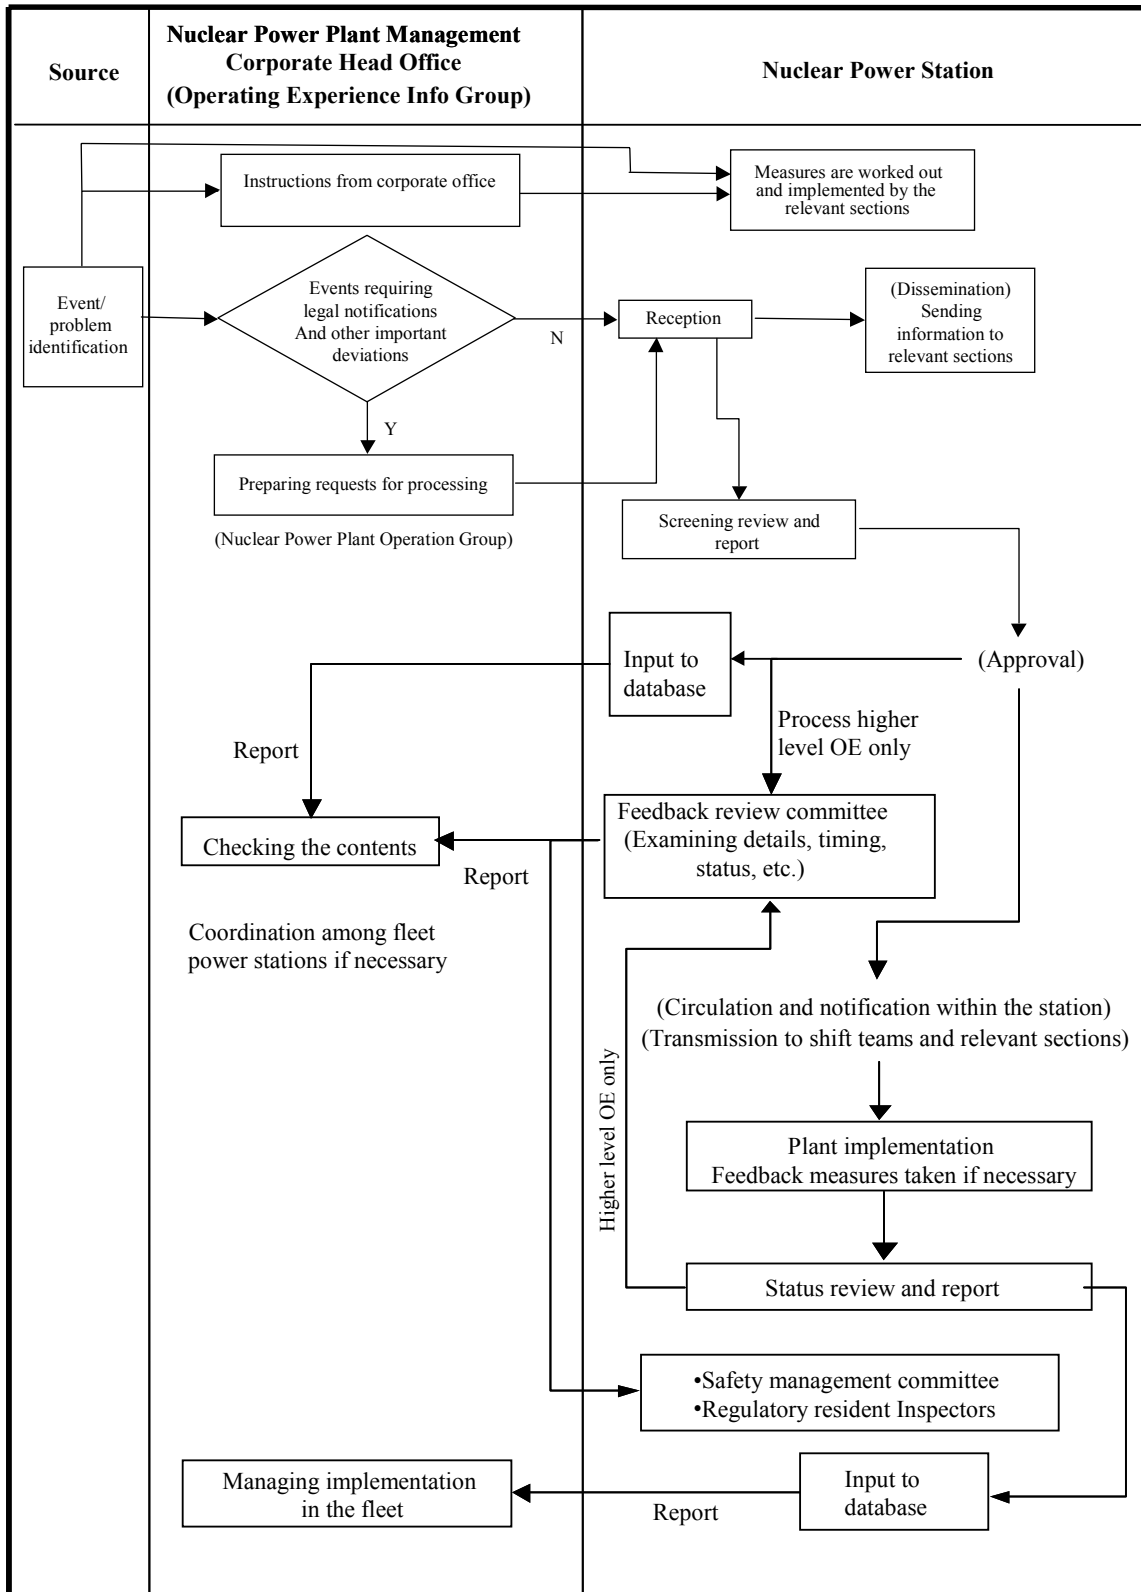 Source
Nuclear Power Plant Management
Corporate Head Office
(Operating Experience Info Group)
Nuclear Power Station
Instructions from corporate office
Measures are worked out
and implemented by the
relevant sections
Event/
problem
identification
Events requiring
legal notifications
And other important
deviations
N
Y
Reception
(Dissemination)
Sending
information to
relevant sections
Preparing requests for processing
(Nuclear Power Plant Operation Group)
Screening review and
report
Input to
database
(Approval)
Process higher
level OE only
Report
Feedback review committee
(Examining details, timing,
status, etc.)
Checking the contents
Report
Coordination among fleet
power stations if necessary
(Circulation and notification within the station)
(Transmission to shift teams and relevant sections)
Higher level OE only
Plant implementation
Feedback measures taken if necessary
Status review and report
•Safety management committee
•Regulatory resident Inspectors
Managing implementation
in the fleet
Report
Input to
database